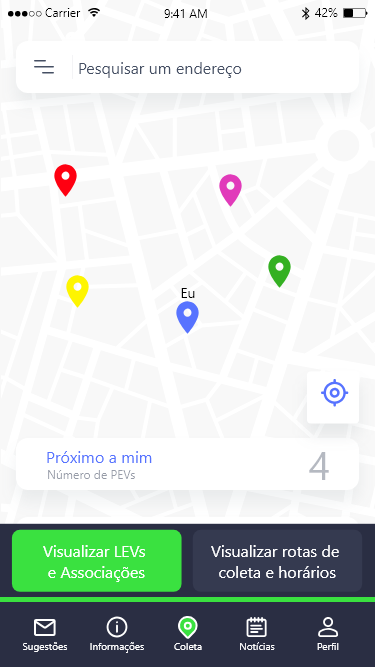 Carrier 9:41 AM 42%
Pesquisar um endereço
Eu
Próximo a mim
Número de PEVs
4
Visualizar LEVs
e Associações
Visualizar rotas de
coleta e horários
Sugestões Informações Coleta Notícias Perfil